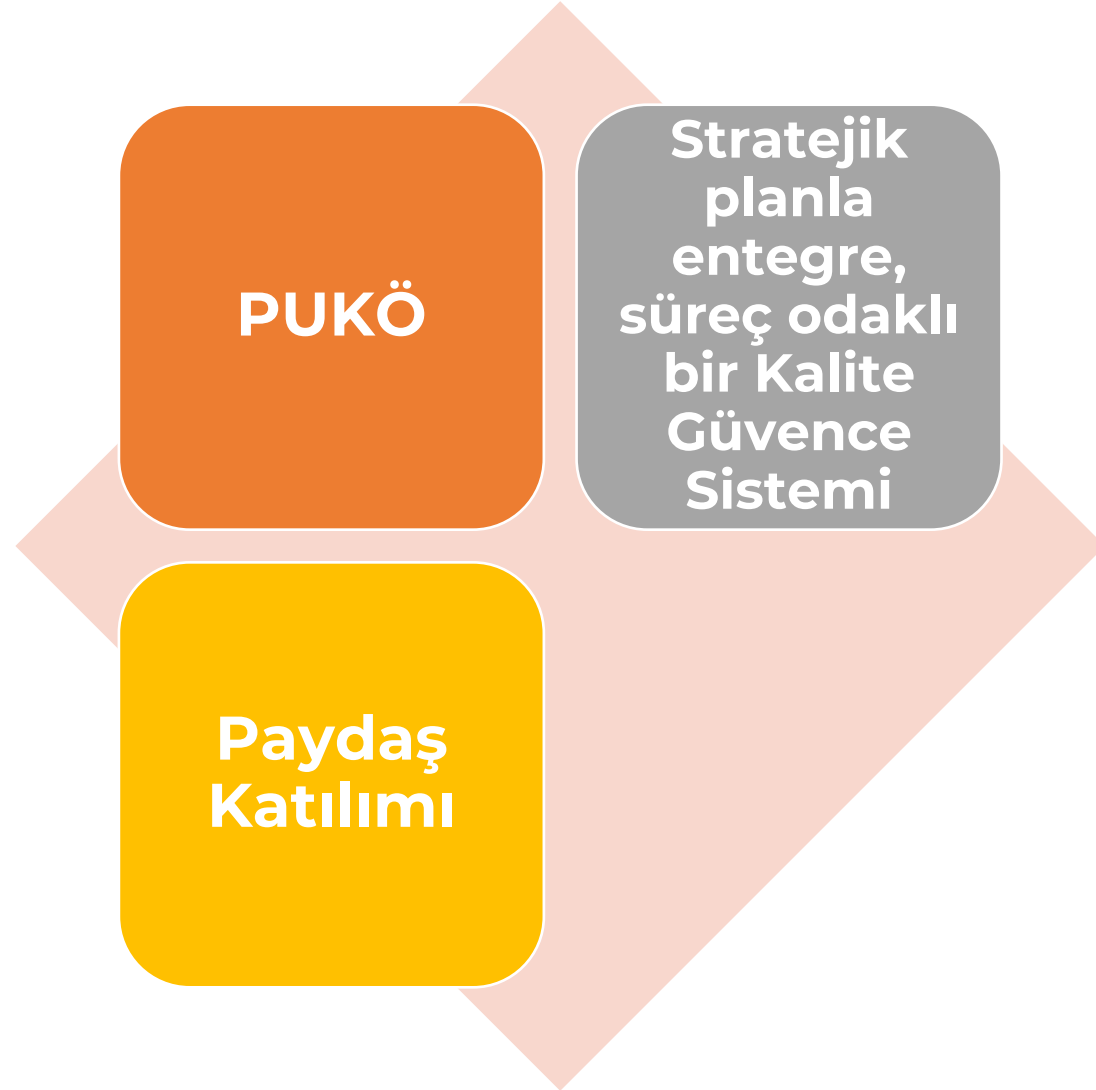 PUKÖ
Stratejik
planla
entegre,
süreç odaklı
bir Kalite
Güvence
Sistemi
Paydaş
Katılımı